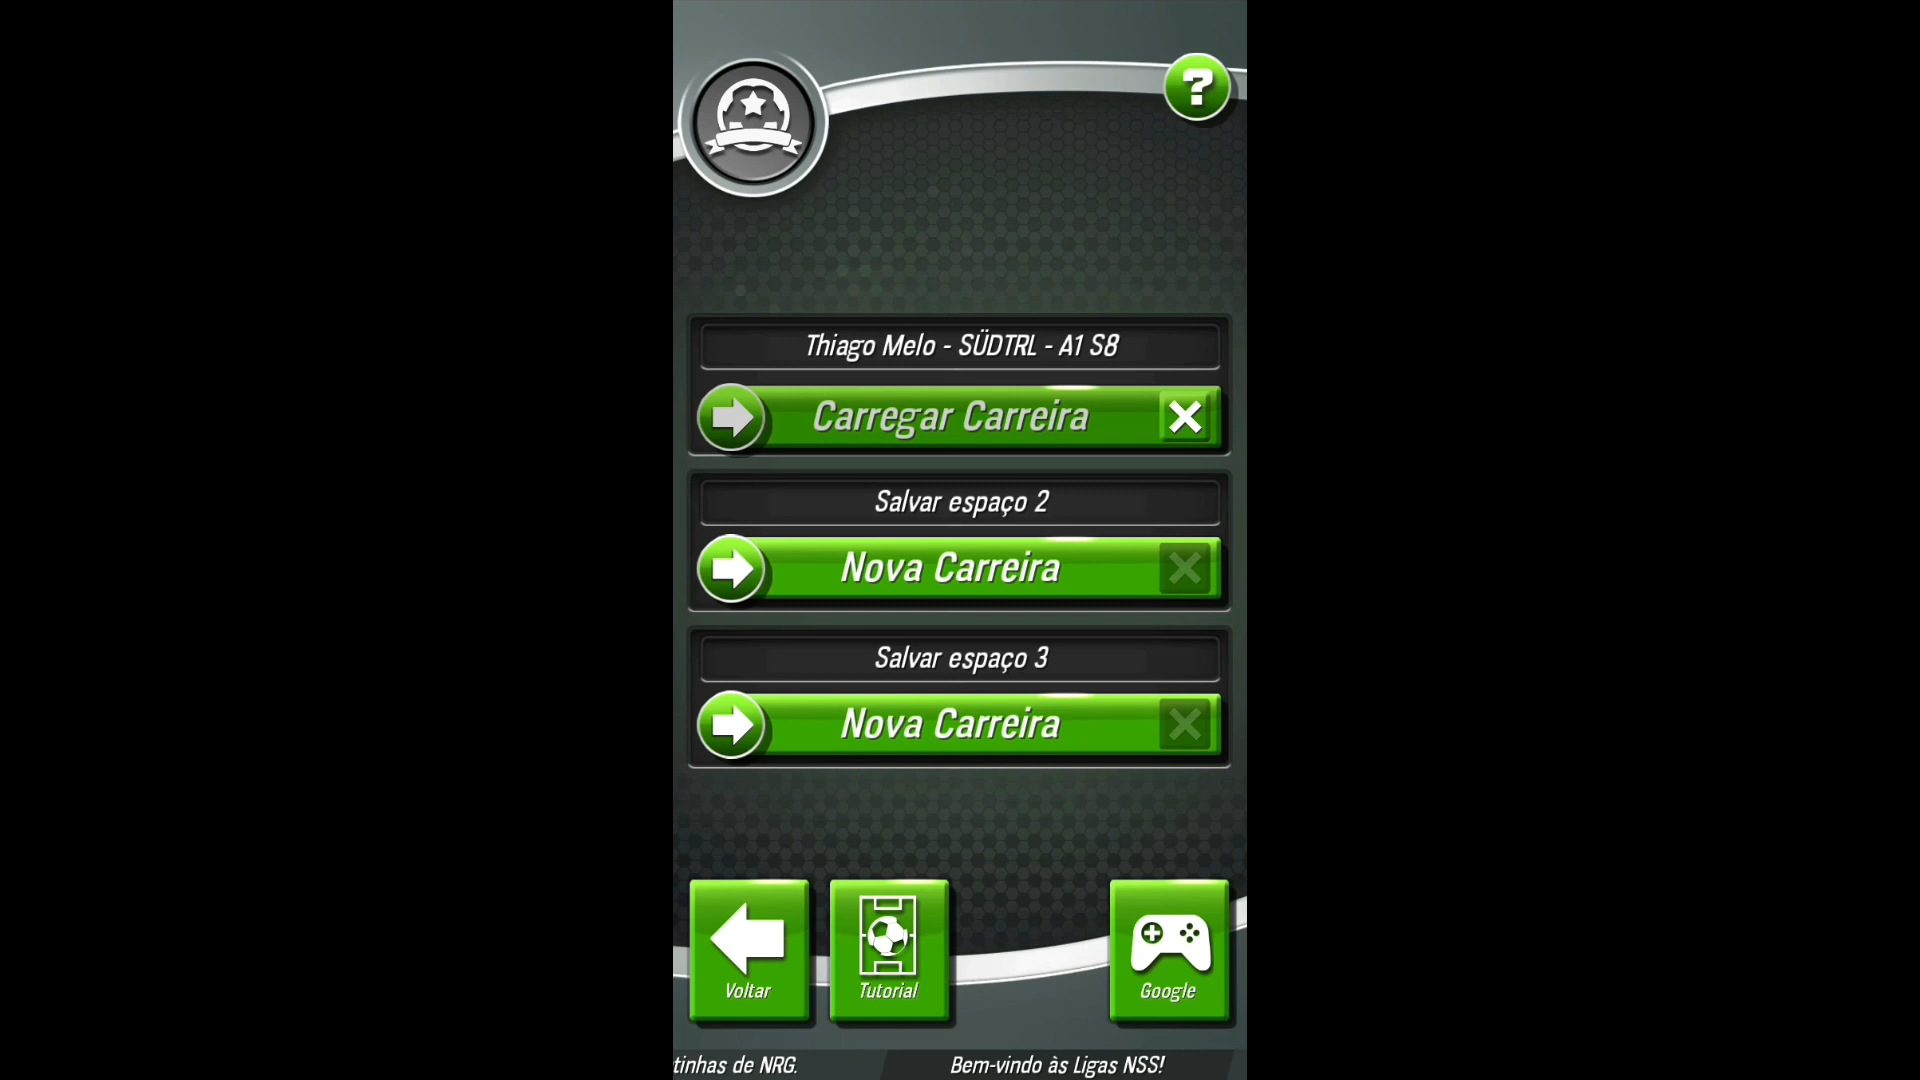 Thiago Melo - SÜDTRL - A1 S8
Carregar Carreira
Salvar espaço 2
Nova Carreira
Salvar espaço 3
Nova Carreira
Voltar
Tutorial
Google
tinhas de NRG.
Bem-vindo às Ligas NSS!